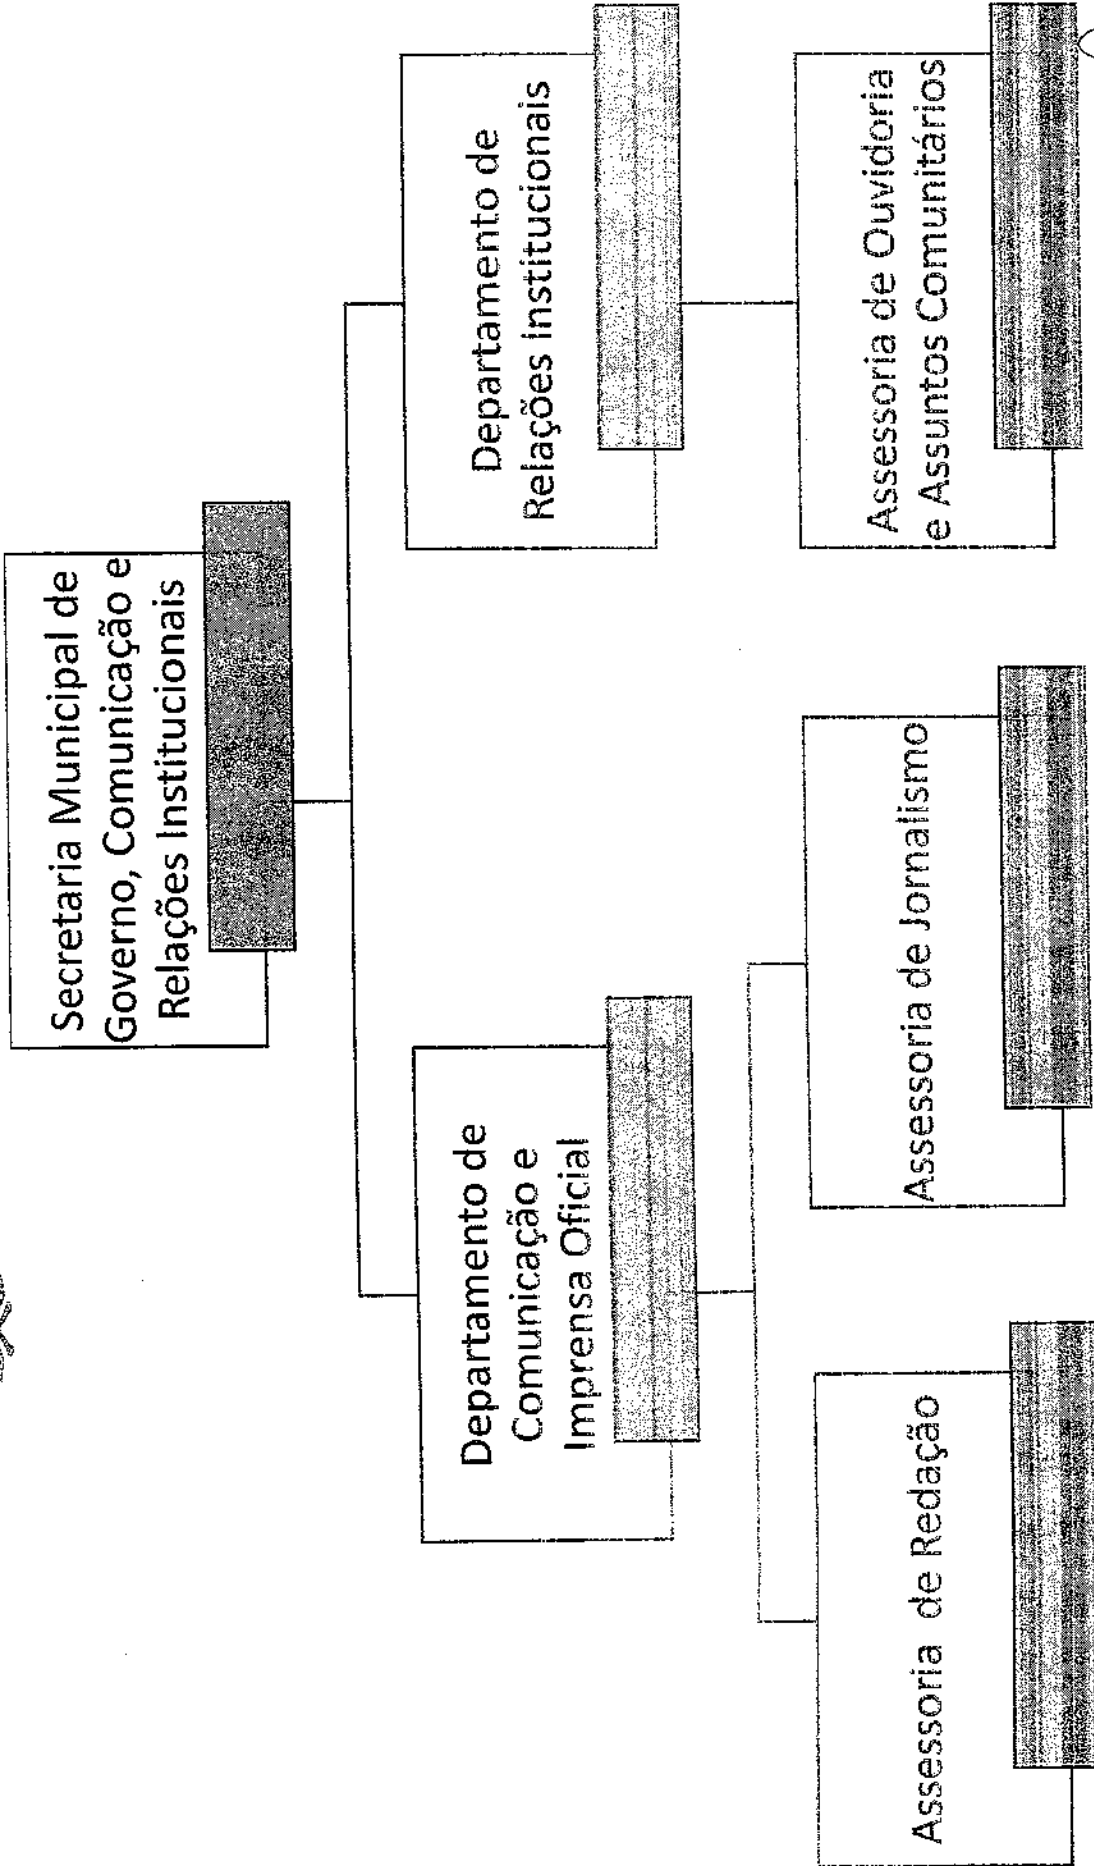 Secretaria Municipal de
Governo, Comunicação e
Relações Institucionais
Departamento de
Comunicação e
Imprensa Oficial
Departamento de
Relações Institucionais
Assessoria de Redação
Assessoria de Jornalismo
Assessoria de Ouvidoria
e Assuntos Comunitários